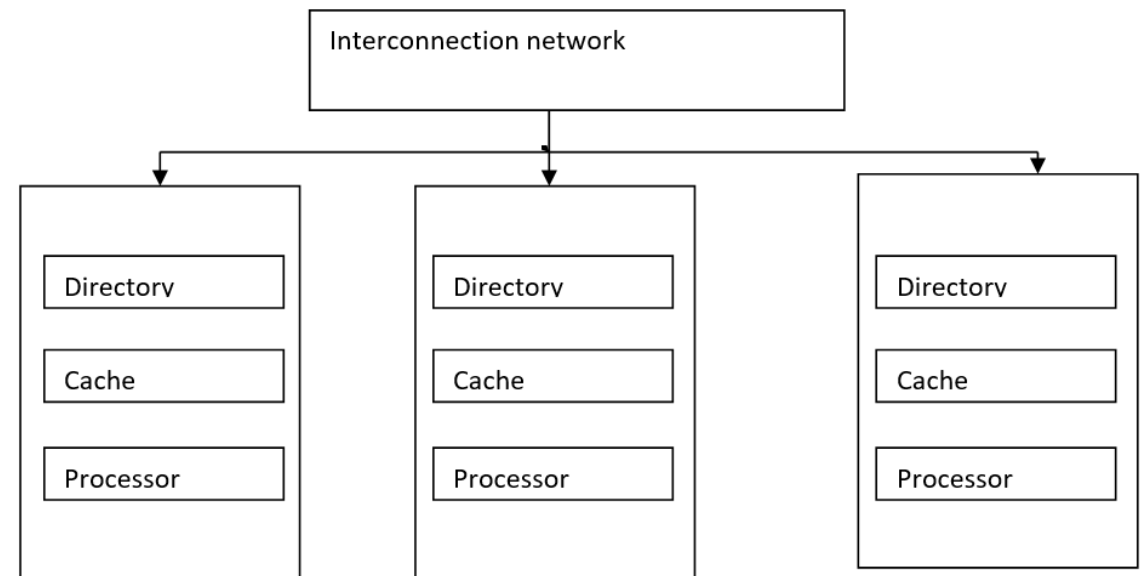 Interconnection network
Directory
Directory
Directory
Cache
Cache
Cache
Processor
Processor
Processor